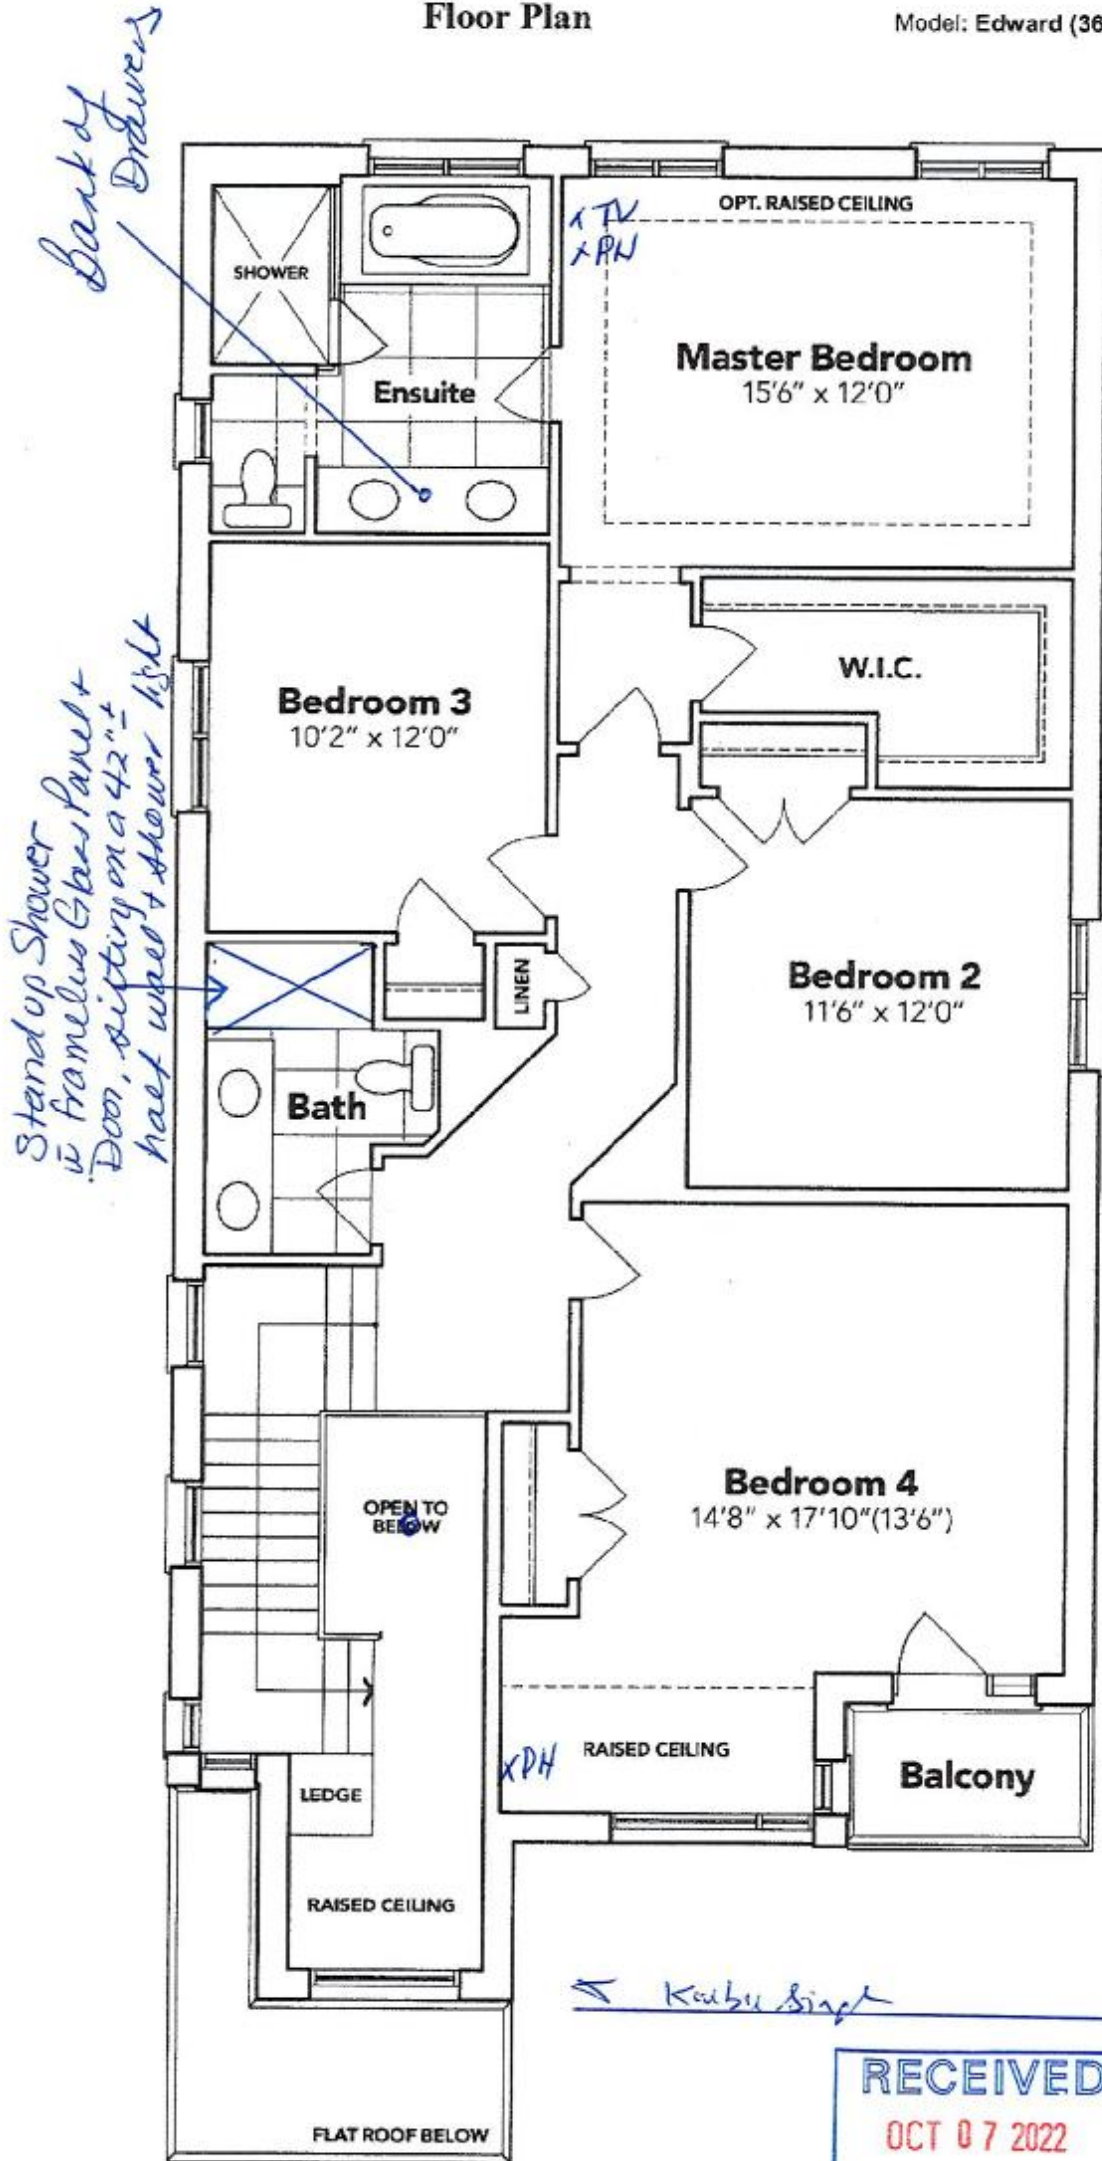 Floor Plan
Model: Edward (36
Bank of
Drawers
OPT. RAISED CEILING
x TV
x PH
SHOWER
Master Bedroom
15'6" x 12'0"
Ensuite
W.I.C.
Bedroom 3
10'2" x 12'0"
Stand up Shower
w Frameless Glass Panel +
Door, sitting on a 42" ±
half wall + shower light
LINEN
Bedroom 2
11'6" x 12'0"
Bath
OPEN TO
BELOW
Bedroom 4
14'8" x 17'10"(13'6")
RAISED CEILING
xPH
Balcony
LEDGE
RAISED CEILING
Singh
RECEIVED
OCT 07 2022
FLAT ROOF BELOW